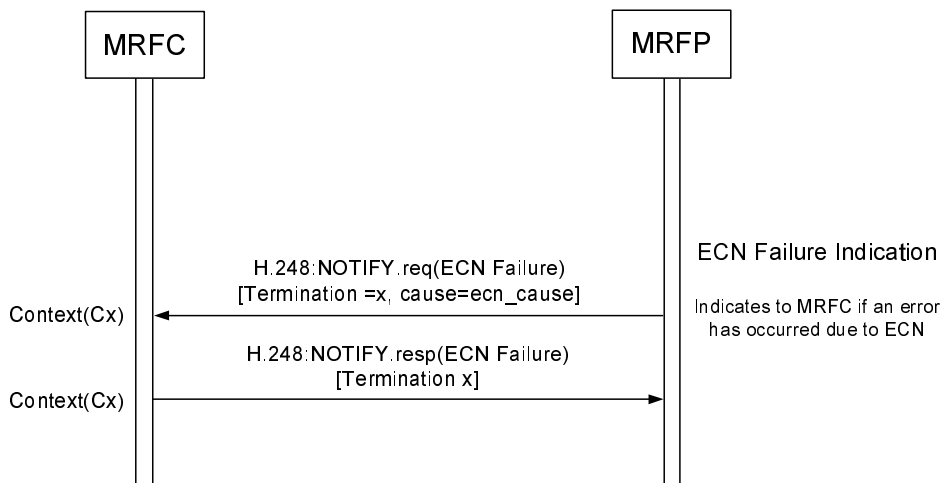 MRFC
MRFP
ECN Failure Indication
H.248:NOTIFY.req(ECN Failure)
[Termination =x, cause=ecn_cause]
Context(Cx)
Indicates to MRFC if an error
has occurred due to ECN
H.248:NOTIFY.resp(ECN Failure)
[Termination x]
Context(Cx)